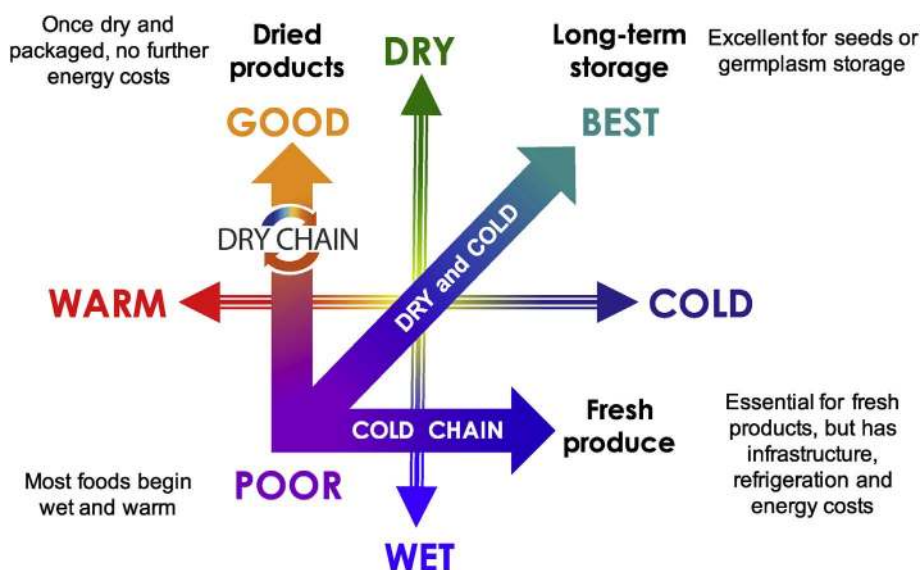 Once dry and
packaged, no further
energy costs
Dried
products
GOOD
DRY
Long-term
storage
BEST
Excellent for seeds or
germplasm storage
DRY CHAIN
DRY and COLD
WARM
COLD
COLD CHAIN
Fresh
produce
Essential for fresh
products, but has
infrastructure,
refrigeration and
energy costs
Most foods begin
wet and warm
POOR
WET